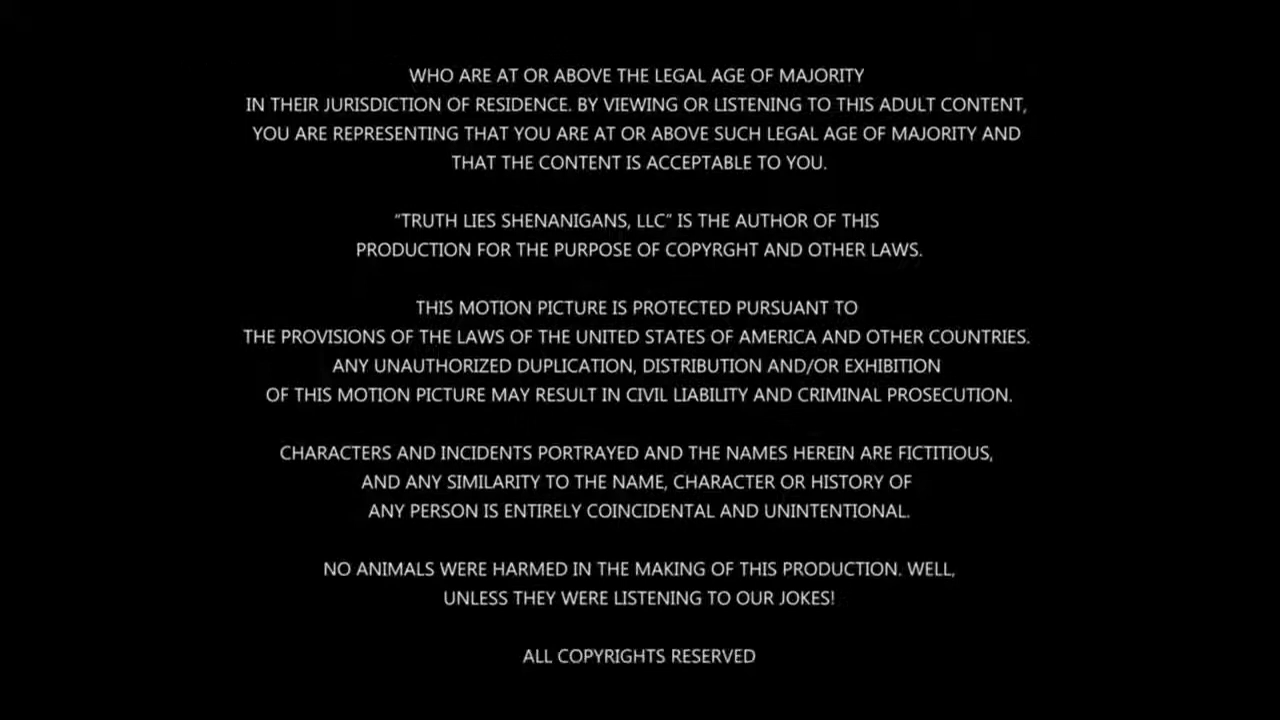 WHO ARE AT OR ABOVE THE LEGAL AGE OF MAJORITY
IN THEIR JURISDICTION OF RESIDENCE. BY VIEWING OR LISTENING TO THIS ADULT CONTENT,
YOU ARE REPRESENTING THAT YOU ARE AT OR ABOVE SUCH LEGAL AGE OF MAJORITY AND
THAT THE CONTENT IS ACCEPTABLE TO YOU.
“TRUTH LIES SHENANIGANS, LLC” IS THE AUTHOR OF THIS
PRODUCTION FOR THE PURPOSE OF COPYRGHT AND OTHER LAWS.
THIS MOTION PICTURE IS PROTECTED PURSUANT TO
THE PROVISIONS OF THE LAWS OF THE UNITED STATES OF AMERICA AND OTHER COUNTRIES.
ANY UNAUTHORIZED DUPLICATION, DISTRIBUTION AND/OR EXHIBITION
OF THIS MOTION PICTURE MAY RESULT IN CIVIL LIABILITY AND CRIMINAL PROSECUTION.
CHARACTERS AND INCIDENTS PORTRAYED AND THE NAMES HEREIN ARE FICTITIOUS,
AND ANY SIMILARITY TO THE NAME, CHARACTER OR HISTORY OF
ANY PERSON IS ENTIRELY COINCIDENTAL AND UNINTENTIONAL.
NO ANIMALS WERE HARMED IN THE MAKING OF THIS PRODUCTION. WELL,
UNLESS THEY WERE LISTENING TO OUR JOKES!
ALL COPYRIGHTS RESERVED